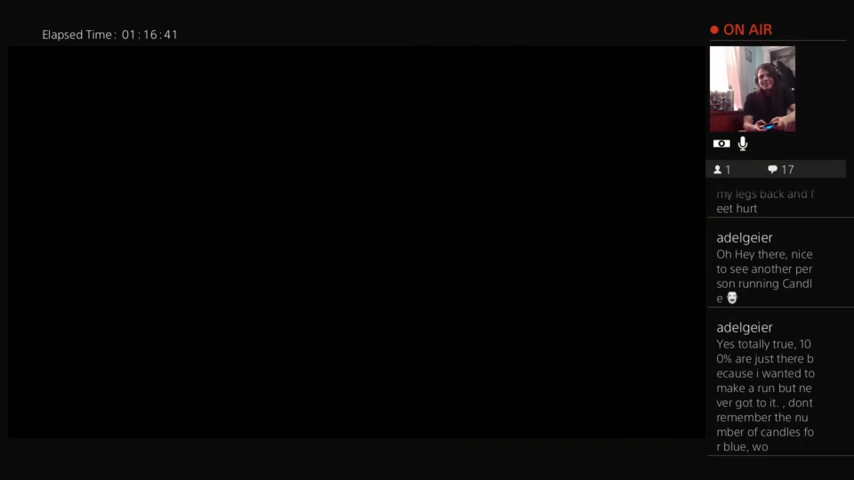 Elapsed Time: 01:16:41
ON AIR
1 17
my legs back and f
eet hurt
adelgeier
Oh Hey there, nice
to see another per
son running Candl
e
adelgeier
Yes totally true, 10
0% are just there b
ecause i wanted to
make a run but ne
ver got to it. , dont
remember the nu
mber of candles fo
r blue, wo